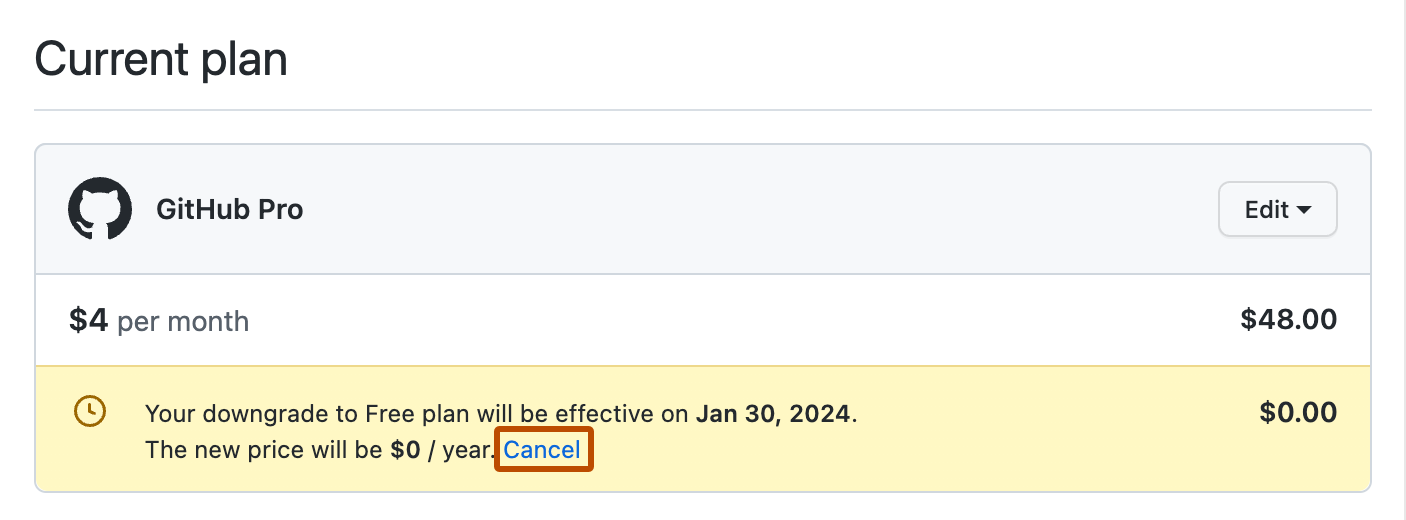 Current plan
GitHub Pro
Edit
$4 per month
$48.00
Your downgrade to Free plan will be effective on Jan 30, 2024.
$0.00
The new price will be $0 / year. Cancel